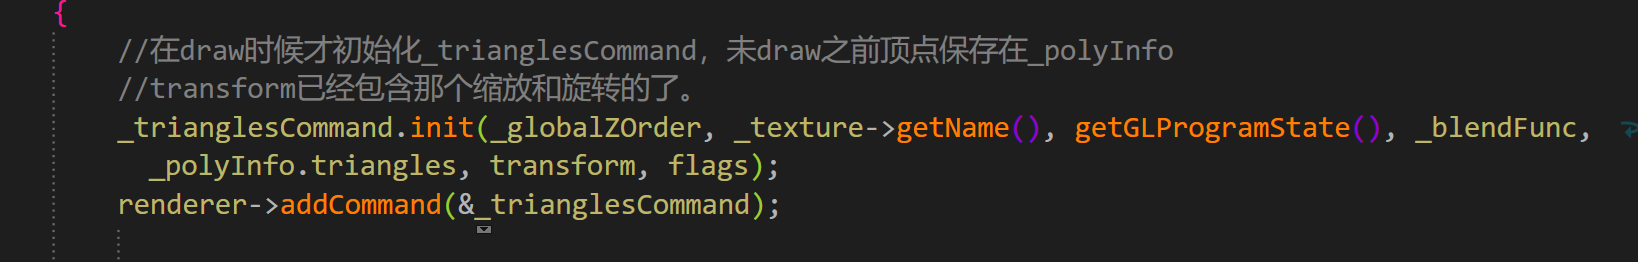 {
//在draw时候才初始化_trianglesCommand，未draw之前顶点保存在_polyInfo
//transform已经包含那个缩放和旋转的了。
_trianglesCommand.init(_globalZOrder, _texture->getName(), getGLProgramState(), _blendFunc,
_polyInfo.triangles, transform, flags);
renderer->addCommand(&_trianglesCommand);